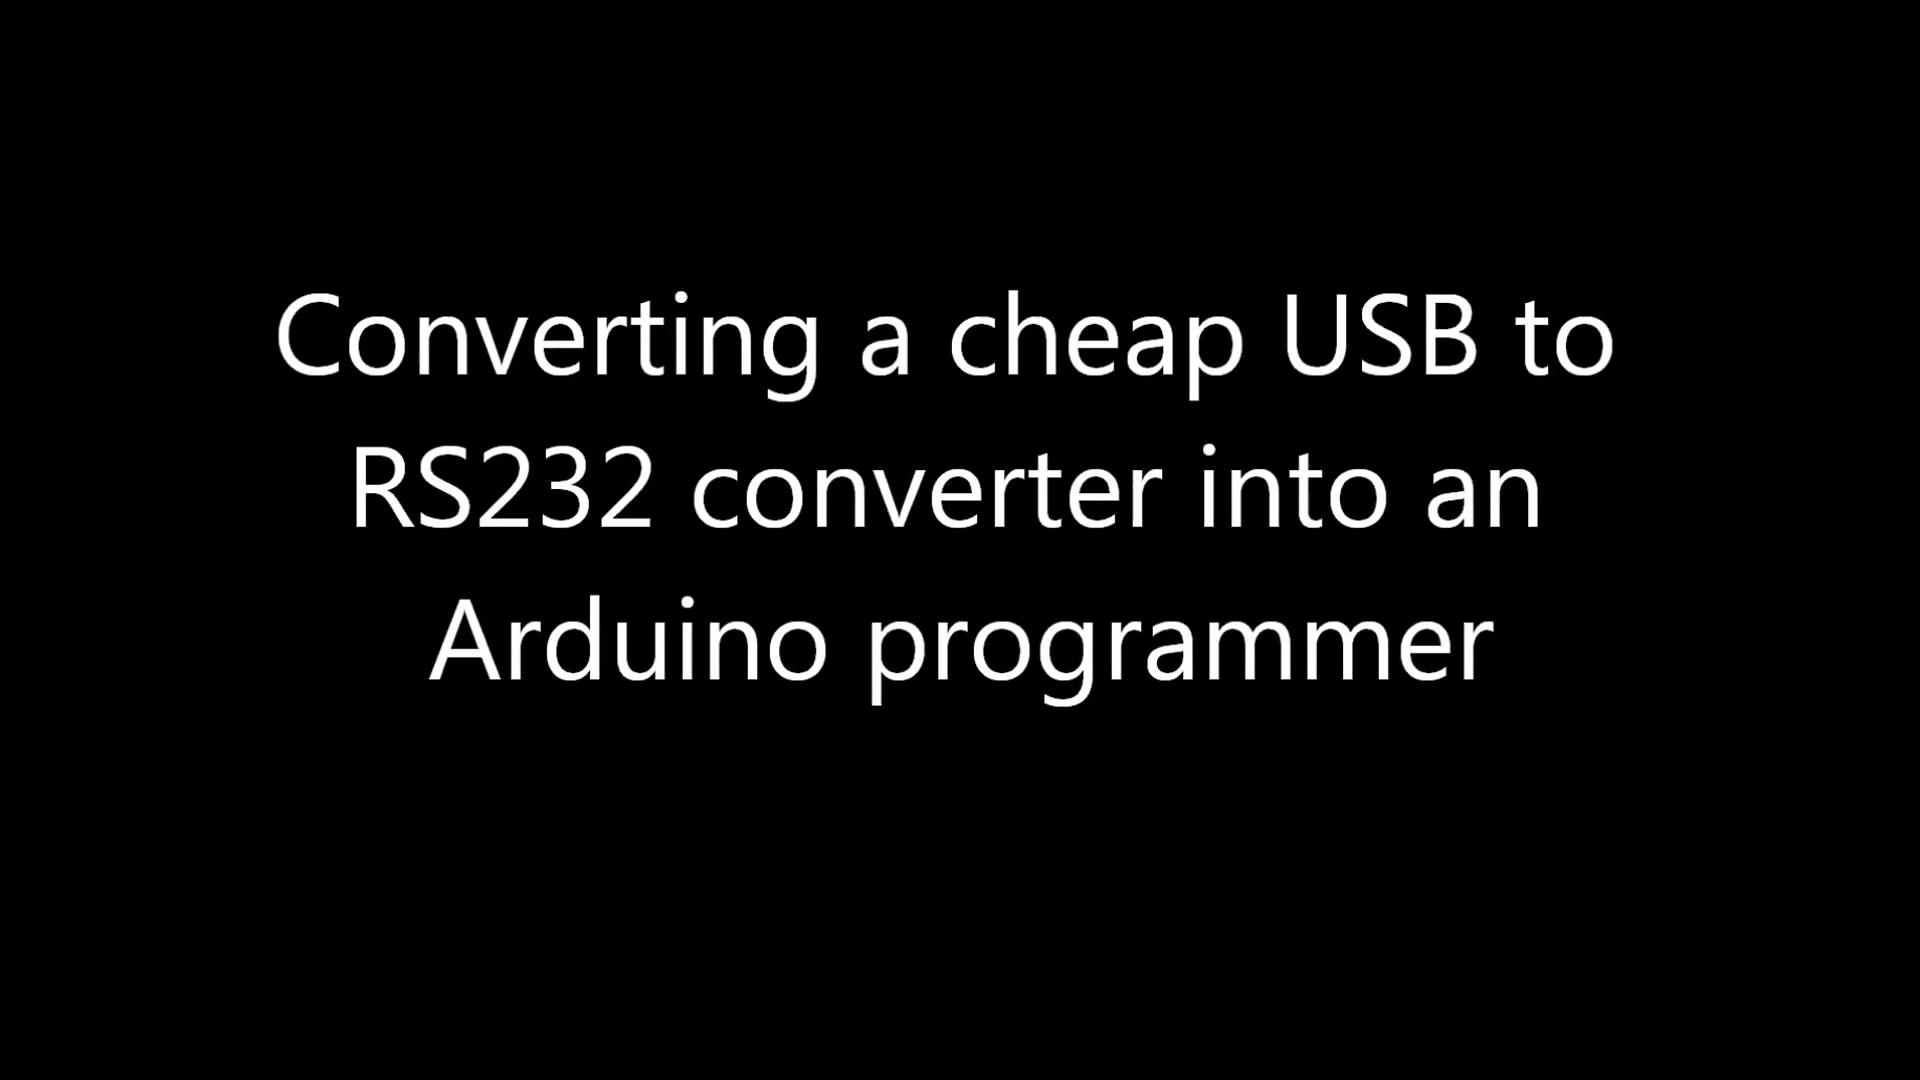 Converting a cheap USB to
RS232 converter into an
Arduino programmer